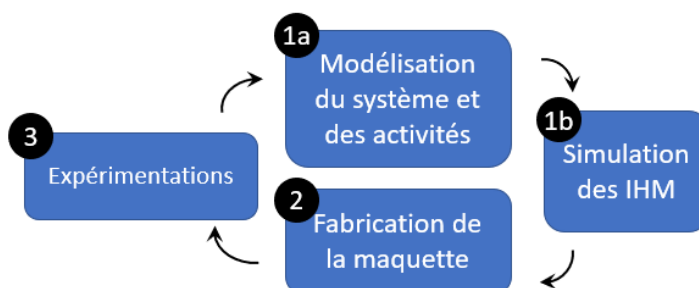 1a
Modélisation
du système et
des activités
1b
Simulation
des IHM
2
Fabrication de
la maquette
3
Expérimentations